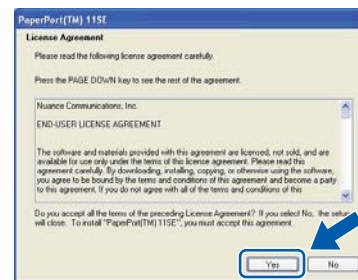 PaperPort(TM) 11SE
License Agreement
Please read the following license agreement carefully.
Press the PAGE DOWN key to see the rest of the agreement.
Nuance Communications, Inc.
END-USER LICENSE AGREEMENT
The software and materials provided with this agreement are licensed, not sold, and are
available for use only under the terms of this license agreement. Please read this
agreement carefully. By downloading, installing, copying, or otherwise using the software,
you agree to be bound by the terms and conditions of this agreement and become a party
to this agreement. If you do not agree with all of the terms and conditions of this
Do you accept all the terms of the preceding License Agreement? If you select No, the setup
will close. To install "PaperPort(TM) 11SE", you must accept this agreement.
Yes
No